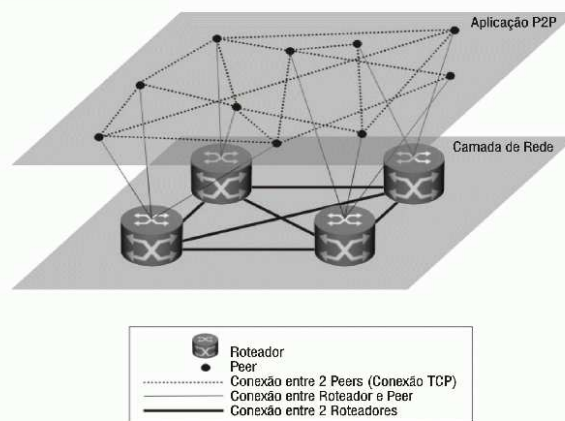 Aplicação P2P
Camada de Rede
Roteador
Peer
Conexão entre 2 Peers (Conexão TCP)
Conexão entre Roteador e Peer
Conexão entre 2 Roteadores